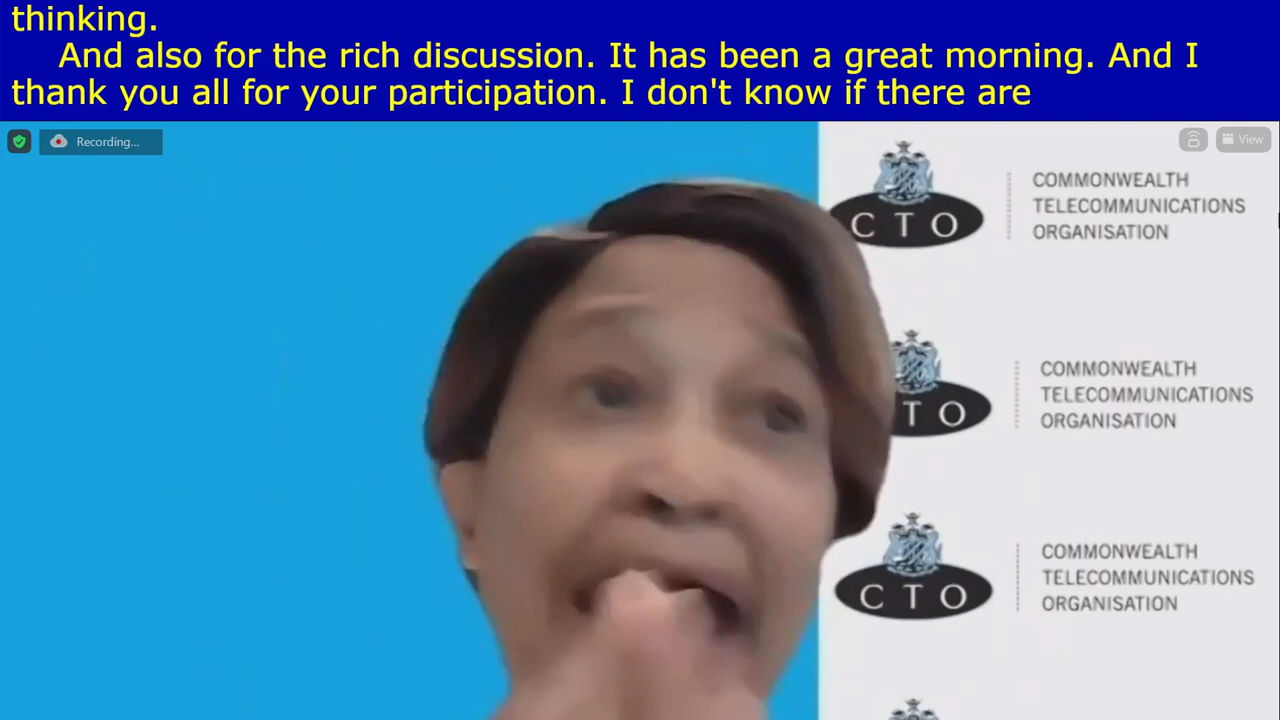 thinking.
And also for the rich discussion. It has been a great morning. And I
thank you all for your participation. I don't know if there are
Recording...
View
CTO
COMMONWEALTH
TELECOMMUNICATIONS
ORGANISATION
TO
COMMONWEALTH
TELECOMMUNICATIONS
ORGANISATION
CTO
COMMONWEALTH
TELECOMMUNICATIONS
ORGANISATION